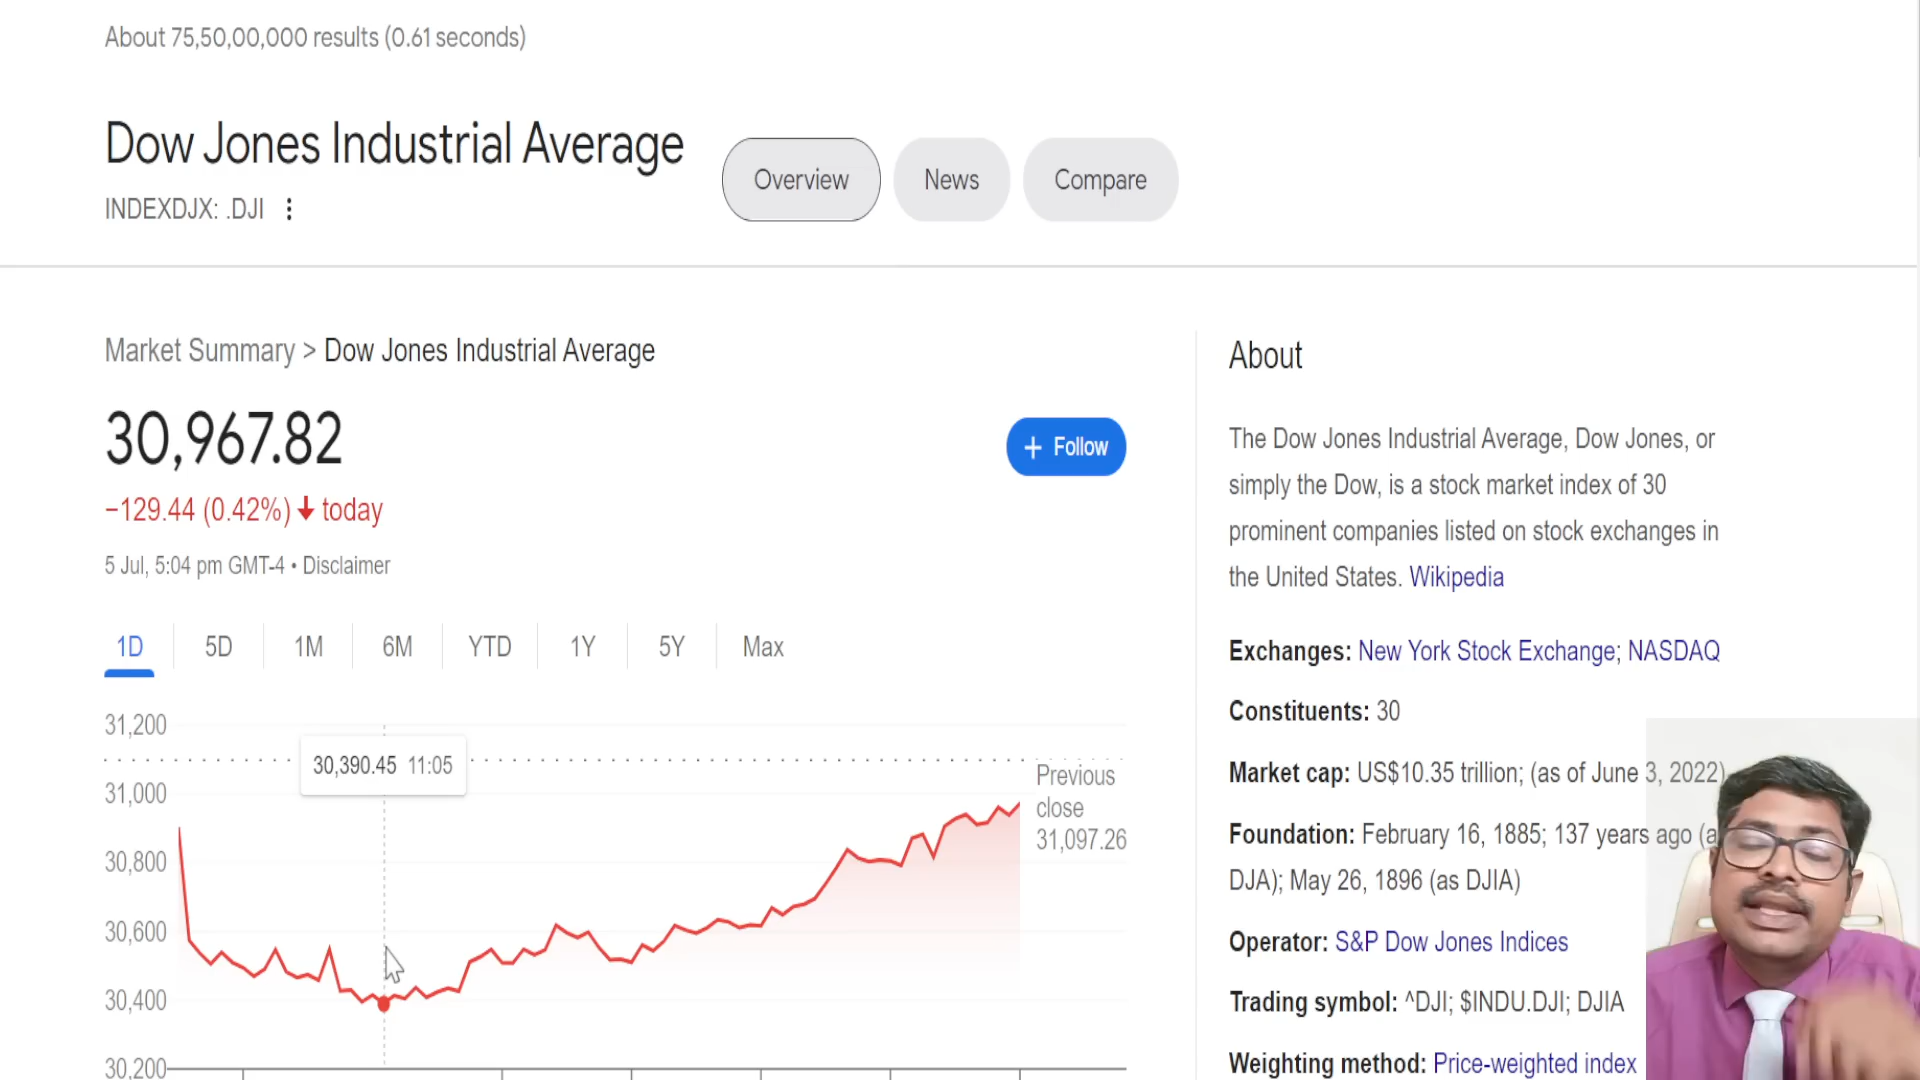 About 75,50,00,000 results (0.61 seconds)
Dow Jones Industrial Average
INDEXDJX: .DJI
Overview
News
Compare
Market Summary > Dow Jones Industrial Average
30,967.82
+ Follow
−129.44 (0.42%) ↓ today
5 Jul, 5:04 pm GMT-4 • Disclaimer
1D 5D 1M 6M YTD 1Y 5Y Max
31,200
31,000
30,800
30,600
30,400
30,200
30,390.45 11:05
Previous
close
31,097.26
About
The Dow Jones Industrial Average, Dow Jones, or
simply the Dow, is a stock market index of 30
prominent companies listed on stock exchanges in
the United States. Wikipedia
Exchanges: New York Stock Exchange; NASDAQ
Constituents: 30
Market cap: US$10.35 trillion; (as of June 3, 2022)
Foundation: February 16, 1885; 137 years ago (a
DJA); May 26, 1896 (as DJIA)
Operator: S&P Dow Jones Indices
Trading symbol: ^DJI; $INDU.DJI; DJIA
Weighting method: Price-weighted index